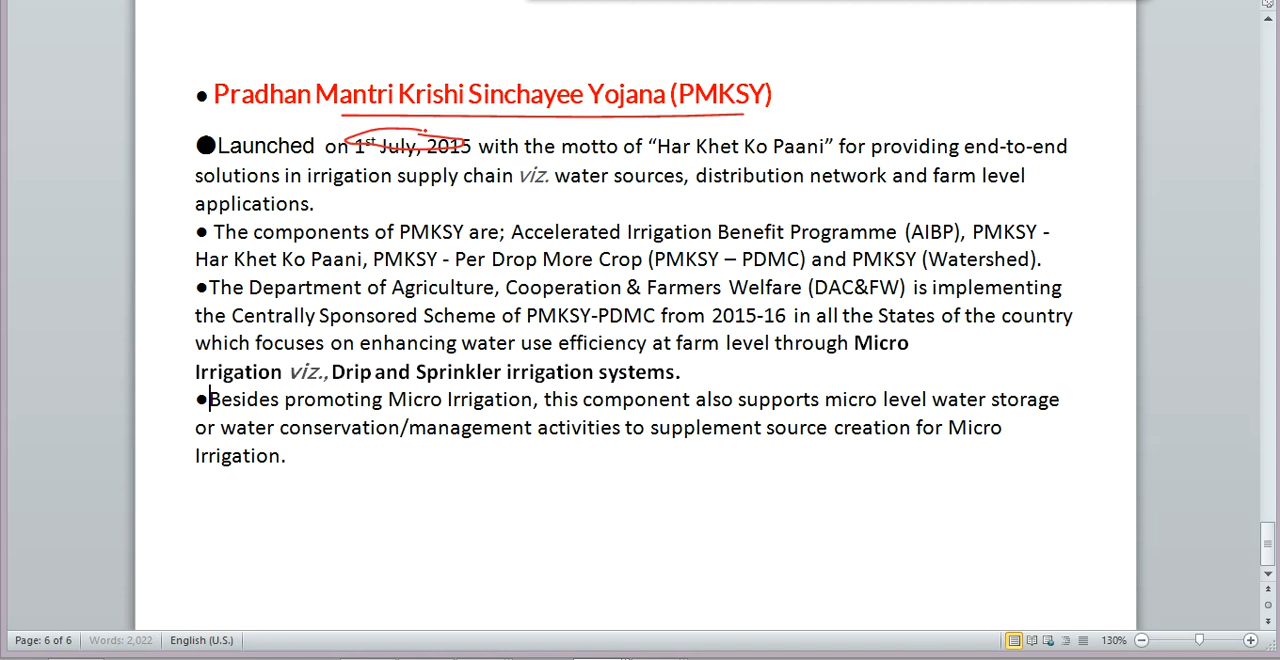 ● Pradhan Mantri Krishi Sinchayee Yojana (PMKSY)
●Launched on 1st July, 2015 with the motto of “Har Khet Ko Paani” for providing end-to-end
solutions in irrigation supply chain viz. water sources, distribution network and farm level
applications.
● The components of PMKSY are; Accelerated Irrigation Benefit Programme (AIBP), PMKSY -
Har Khet Ko Paani, PMKSY - Per Drop More Crop (PMKSY – PDMC) and PMKSY (Watershed).
●The Department of Agriculture, Cooperation & Farmers Welfare (DAC&FW) is implementing
the Centrally Sponsored Scheme of PMKSY-PDMC from 2015-16 in all the States of the country
which focuses on enhancing water use efficiency at farm level through Micro
Irrigation viz., Drip and Sprinkler irrigation systems.
●Besides promoting Micro Irrigation, this component also supports micro level water storage
or water conservation/management activities to supplement source creation for Micro
Irrigation.
Page: 6 of 6 Words: 2,022 English (U.S.) 130%